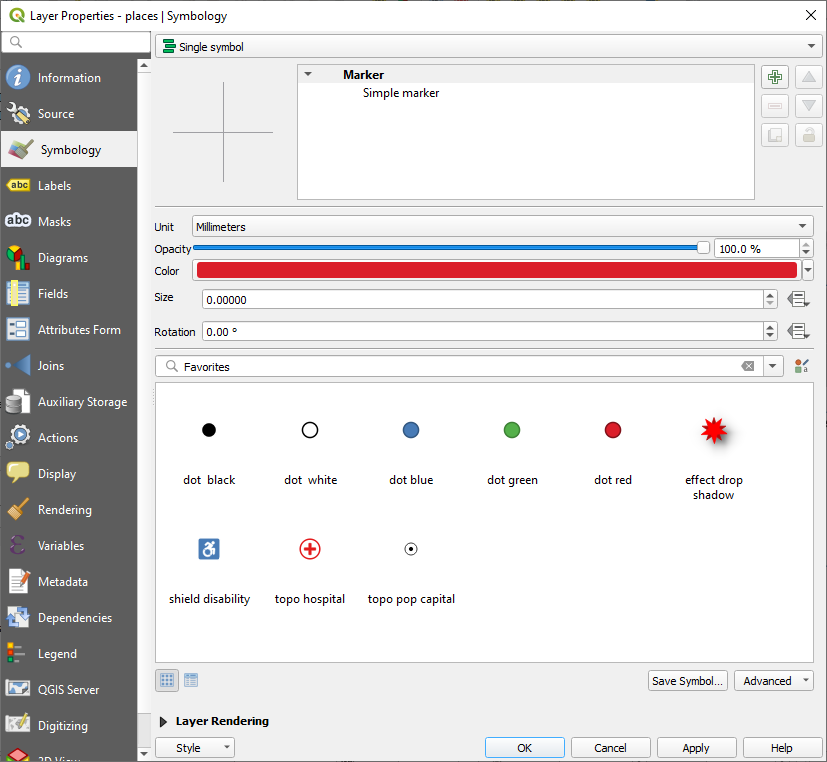 Layer Properties - places | Symbology
Information
Source
Symbology
abc Labels
abc Masks
Diagrams
Fields
Attributes Form
Joins
Auxiliary Storage
Actions
Display
Rendering
Variables
Metadata
Dependencies
Legend
QGIS Server
Digitizing
3D View
Single symbol
Marker
Simple marker
Unit Millimeters
Opacity 100.0 %
Color
Size 0.00000
Rotation 0.00 °
Favorites
dot  black dot  white dot blue dot green dot red effect drop
shadow
shield disability topo hospital topo pop capital
Save Symbol... Advanced
Layer Rendering
Style OK Cancel Apply Help